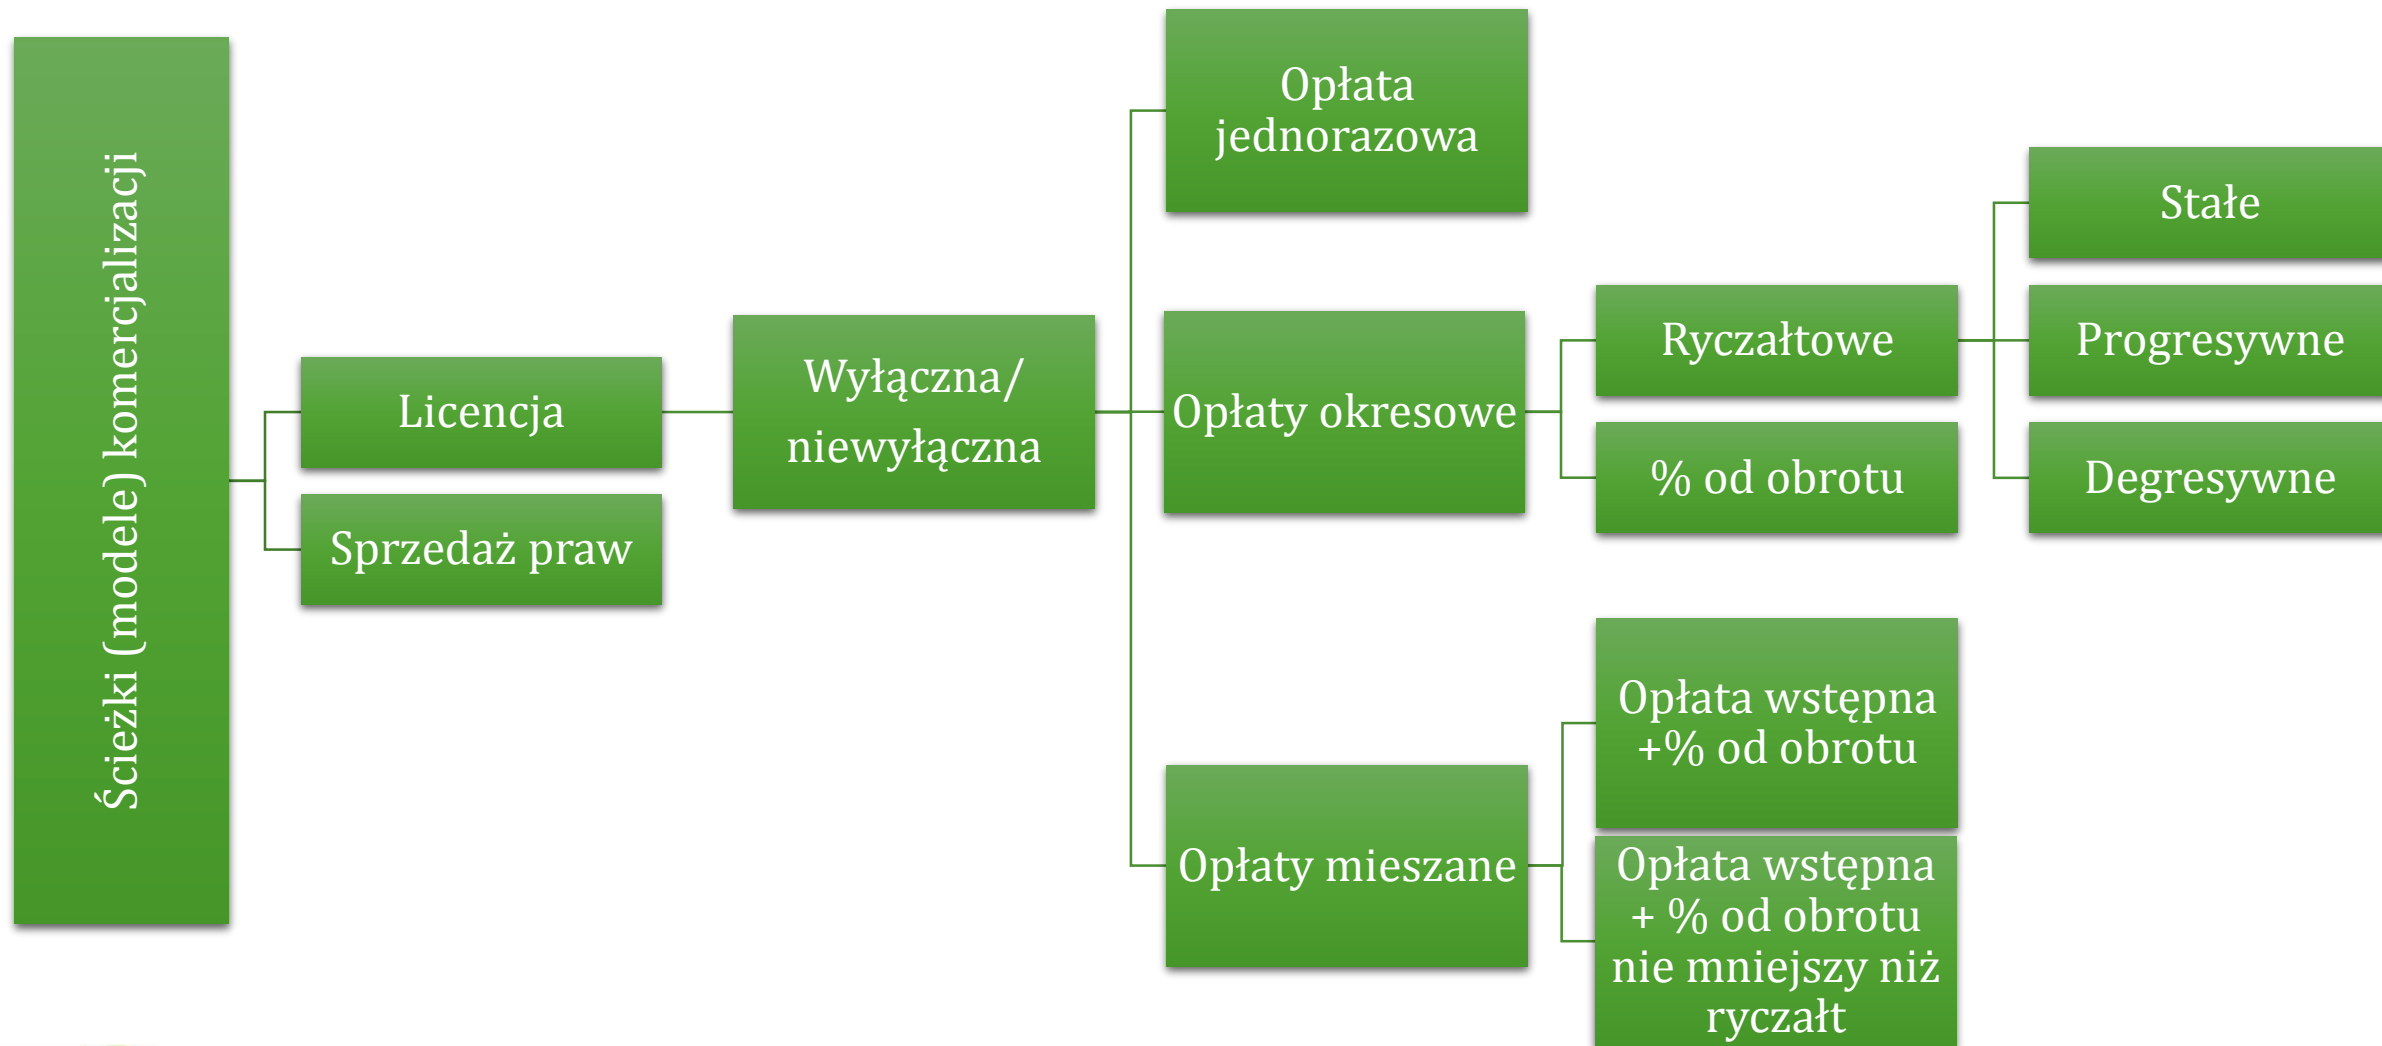 Ścieżki (modele) komercjalizacji
Licencja
Sprzedaż praw
Wyłączna/
niewyłączna
Opłata
jednorazowa
Opłaty okresowe
Ryczałtowe
Stałe
Progresywne
Degresywne
% od obrotu
Opłaty mieszane
Opłata wstępna
+% od obrotu
Opłata wstępna
+ % od obrotu
nie mniejszy niż
ryczałt